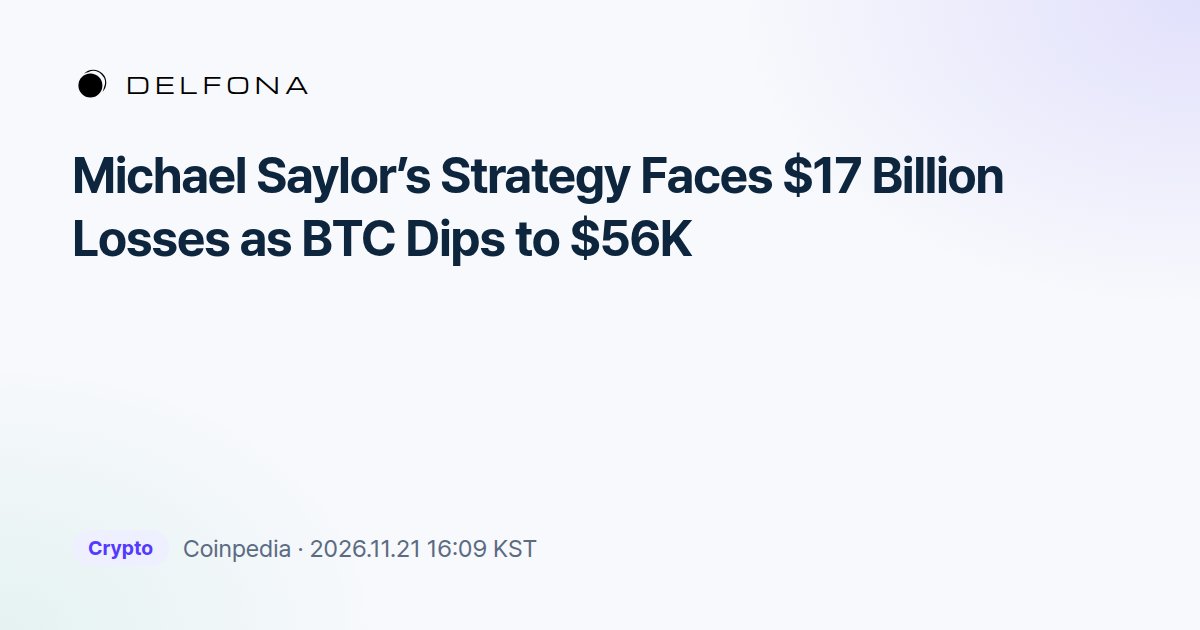 DELFONA
Michael Saylor’s Strategy Faces $17 Billion
Losses as BTC Dips to $56K
Crypto Coinpedia · 2026.11.21 16:09 KST